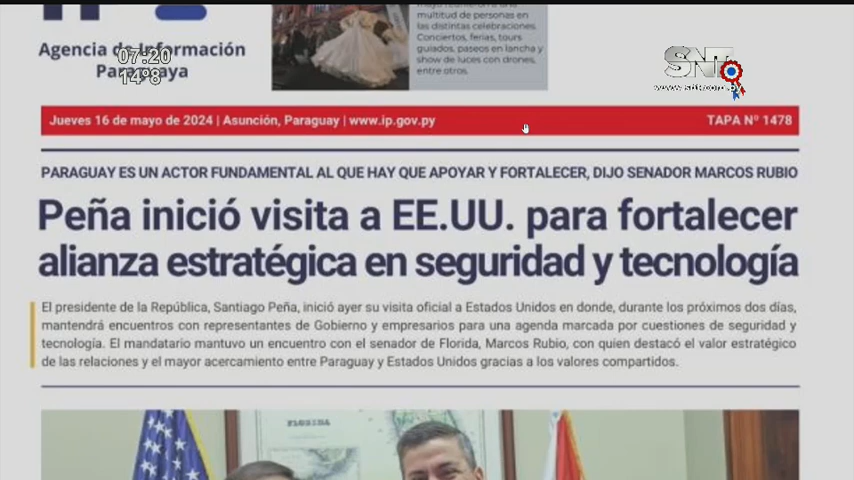 mayo reunieron a una
multitud de personas en
las distintas celebraciones.
Conciertos, ferias, tours
guiados, paseos en lancha y
show de luces con drones,
entre otros.
Agencia de Información
Paraguaya
07:20
14º8
SNT
www.snt.com.py
Jueves 16 de mayo de 2024 | Asunción, Paraguay | www.ip.gov.py
TAPA Nº 1478
PARAGUAY ES UN ACTOR FUNDAMENTAL AL QUE HAY QUE APOYAR Y FORTALECER, DIJO SENADOR MARCOS RUBIO
Peña inició visita a EE.UU. para fortalecer
alianza estratégica en seguridad y tecnología
El presidente de la República, Santiago Peña, inició ayer su visita oficial a Estados Unidos en donde, durante los próximos dos días,
mantendrá encuentros con representantes de Gobierno y empresarios para una agenda marcada por cuestiones de seguridad y
tecnología. El mandatario mantuvo un encuentro con el senador de Florida, Marcos Rubio, con quien destacó el valor estratégico
de las relaciones y el mayor acercamiento entre Paraguay y Estados Unidos gracias a los valores compartidos.
FLORIDA